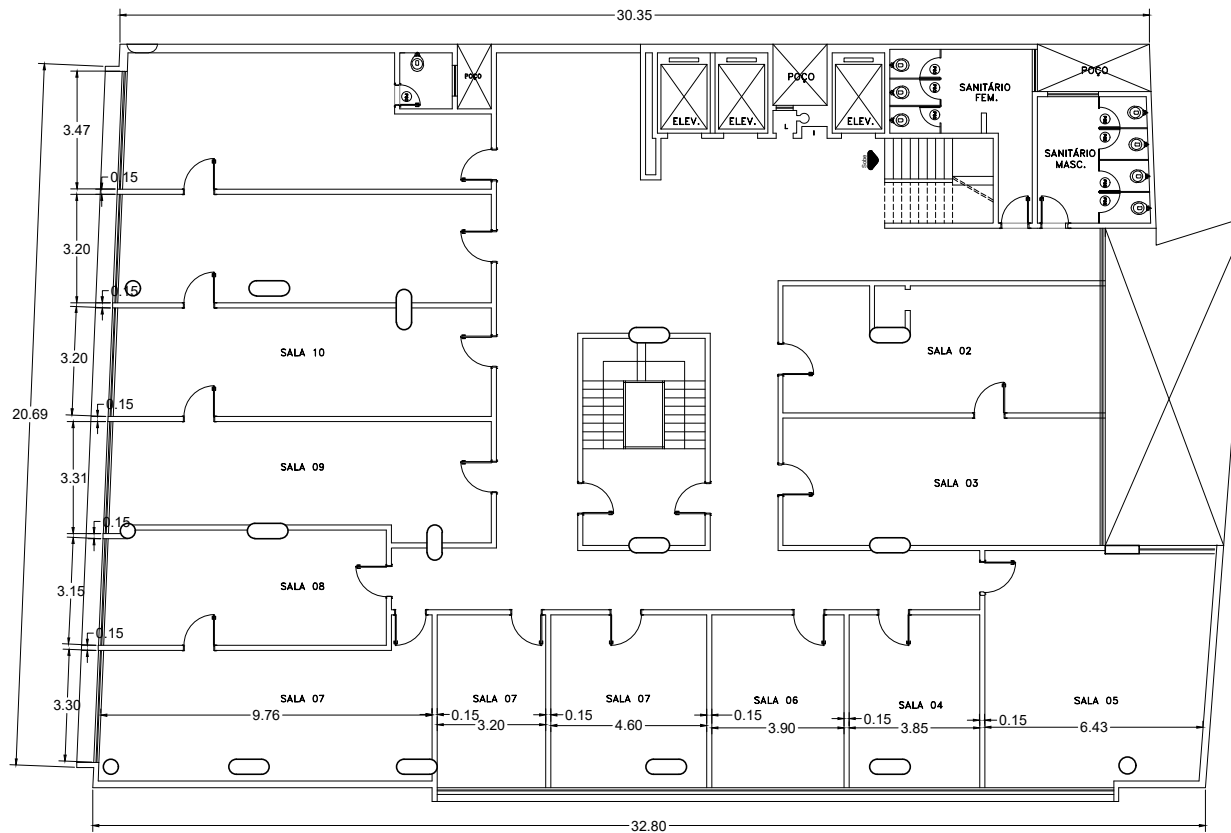 30.35
POÇO
POÇO
POÇO
ELEV.
ELEV.
ELEV.
L
I
SANITÁRIO
FEM.
SANITÁRIO
MASC.
Sobe
3.47
0.15
3.20
0.15
3.20
SALA 10
SALA 02
20.69
0.15
3.31
SALA 09
SALA 03
0.15
3.15
SALA 08
0.15
3.30
SALA 07
9.76
0.15
SALA 07
3.20
0.15
SALA 07
4.60
0.15
SALA 06
3.90
0.15
SALA 04
3.85
0.15
SALA 05
6.43
32.80